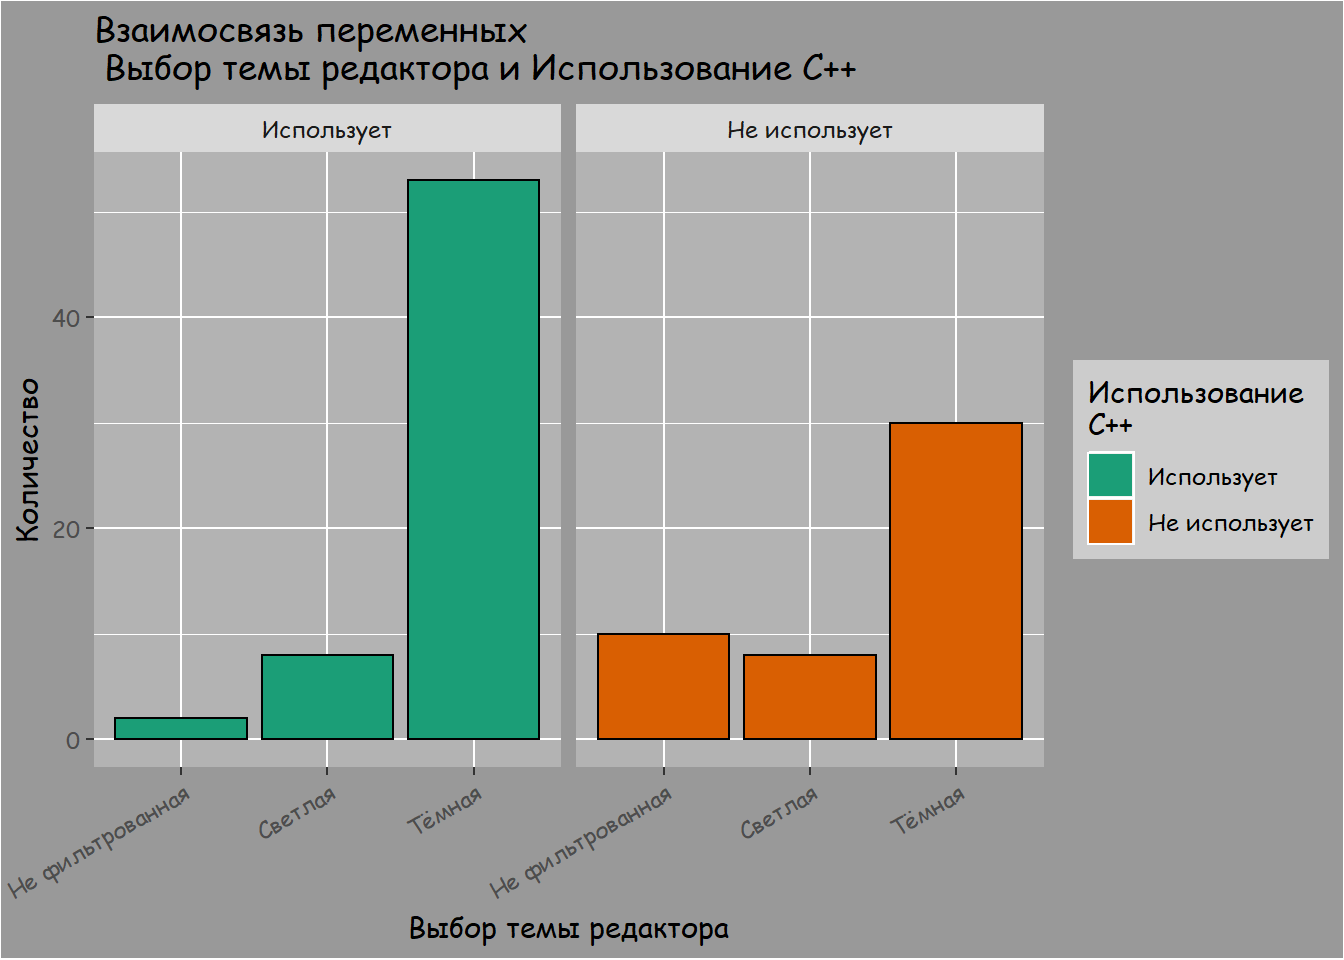 Взаимосвязь переменных
Выбор темы редактора и Использование C++
Использует
Не использует
40
20
0
Количество
Не фильтрованная
Светлая
Тёмная
Не фильтрованная
Светлая
Тёмная
Выбор темы редактора
Использование
C++
Использует
Не использует